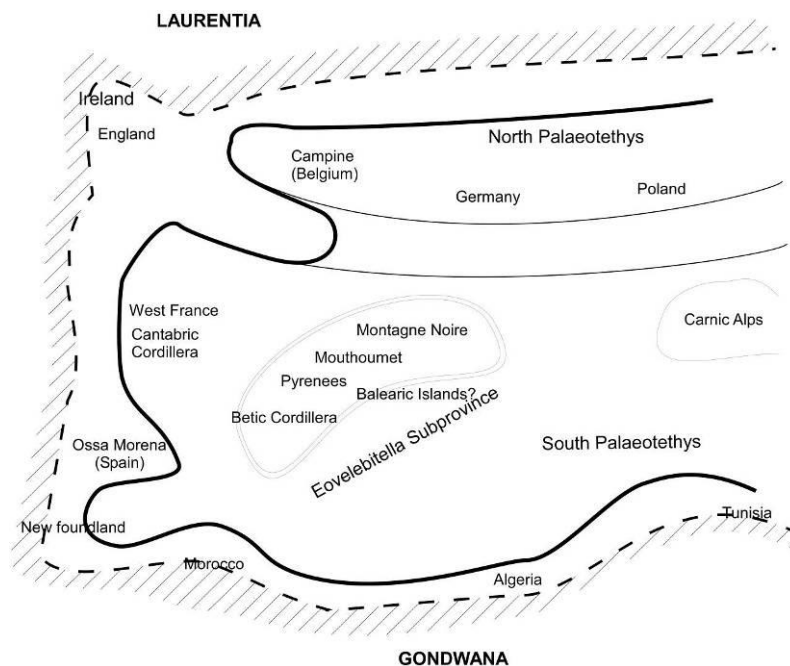 LAURENTIA
Ireland
England
North Palaeotethys
Campine
(Belgium)
Germany
Poland
West France
Cantabric
Cordillera
Montagne Noire
Mouthoumet
Pyrenees
Balearic Islands?
Betic Cordillera
Carnic Alps
Eovelebitella Subprovince
South Palaeotethys
Ossa Morena
(Spain)
New foundland
Morocco
Algeria
Tunisia
GONDWANA